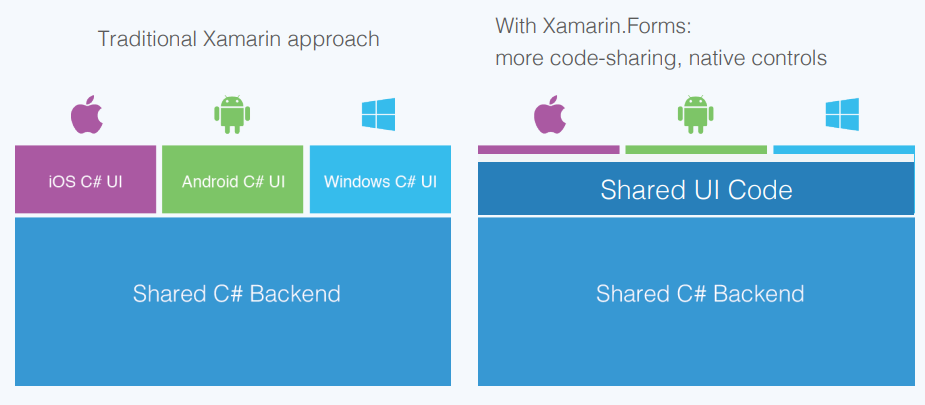 Traditional Xamarin approach
iOS C# UI
Android C# UI
Windows C# UI
Shared C# Backend
With Xamarin.Forms:
more code-sharing, native controls
Shared UI Code
Shared C# Backend